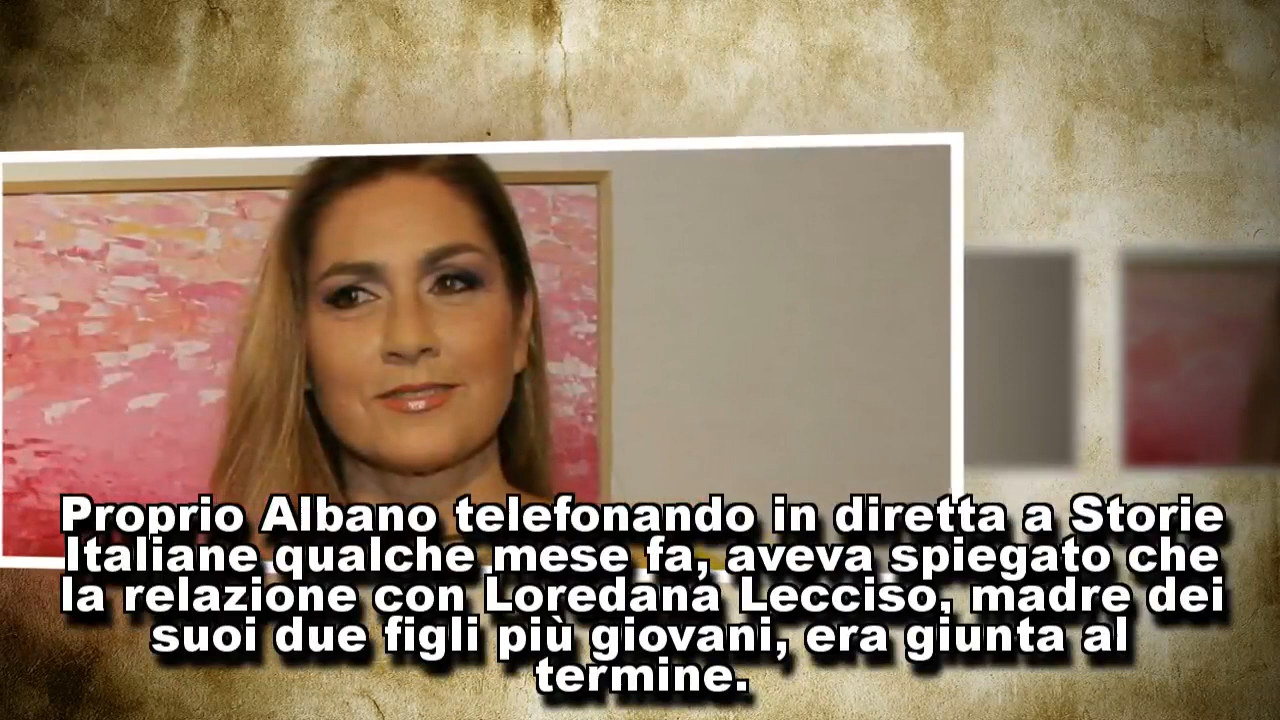 Proprio Albano telefonando in diretta a Storie
Italiane qualche mese fa, aveva spiegato che
la relazione con Loredana Lecciso, madre dei
suoi due figli più giovani, era giunta al
termine.